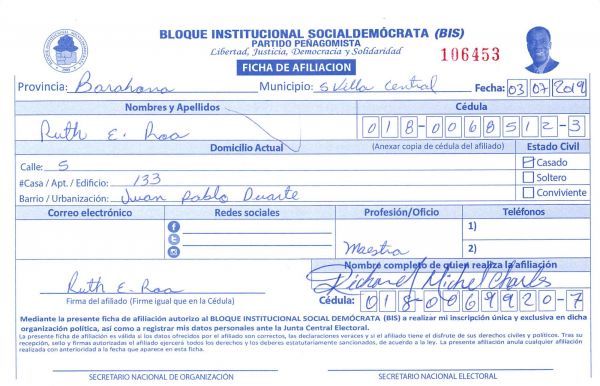 BLOQUE INSTITUCIONAL SOCIALDEMÓCRATA (BIS)
PARTIDO PEÑAGOMISTA
Libertad, Justicia, Democracia y Solidaridad
106453
FICHA DE AFILIACION
Provincia: Barahona Municipio: Villa Central Fecha: 03/07/2019
Nombres y Apellidos Cédula
Ruth E. Roa 018-0068512-3
Domicilio Actual (Anexar copia de cédula del afiliado) Estado Civil
Calle: 5 Casado
#Casa / Apt. / Edificio: 133 Soltero
Barrio / Urbanización: Juan Pablo Duarte Conviviente
Correo electrónico Redes sociales Profesión/Oficio Teléfonos
1)
Maestra 2)
Nombre completo de quien realiza la afiliación
Ruth E. Roa Richard Michel Charles
Firma del afiliado (Firme igual que en la Cédula) Cédula: 018-0069920-7
Mediante la presente ficha de afiliación autorizo al BLOQUE INSTITUCIONAL SOCIAL DEMÓCRATA (BIS) a realizar mi inscripción única y exclusiva en dicha
organización política, así como a registrar mis datos personales ante la Junta Central Electoral.
La presente ficha de afiliación es válida si los datos ofrecidos por el afiliado son correctos, las declaraciones veraces y si el afiliado tiene el disfrute de sus derechos civiles y políticos. Tras su
recepción, sello y firmas autorizadas el afiliado ejercerá todos los derechos y los deberes estatutariamente sancionados, de acuerdo a la ley. La presente afiliación anula cualquier afiliación
realizada con anterioridad a la fecha que aparece en esta ficha.
SECRETARIO NACIONAL DE ORGANIZACIÓN SECRETARIO NACIONAL ELECTORAL